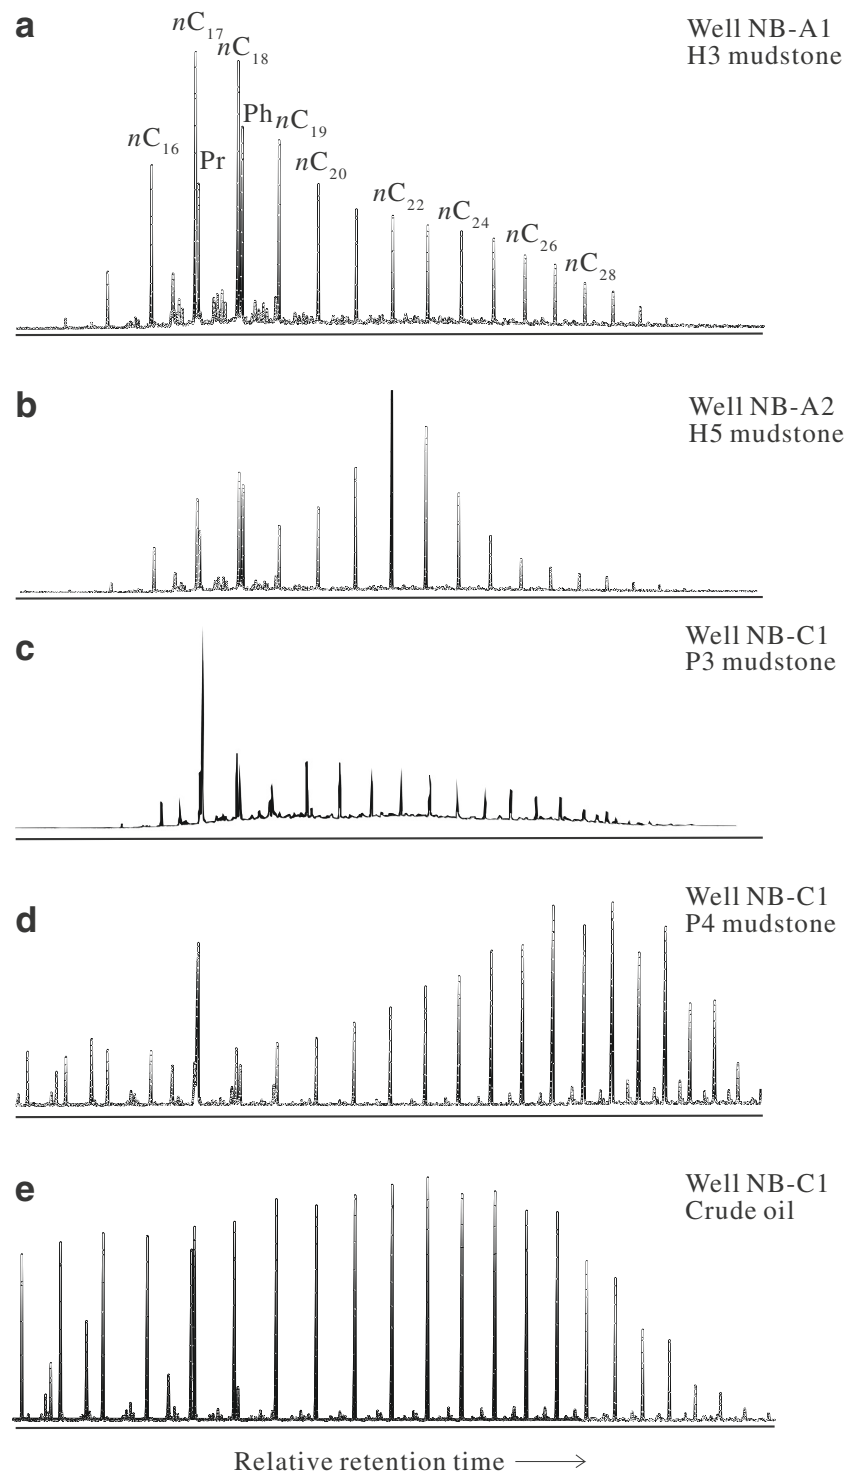 a
Well NB-A1
H3 mudstone
nC17
nC18
Ph
nC19
nC16
Pr
nC20
nC22
nC24
nC26
nC28
b
Well NB-A2
H5 mudstone
c
Well NB-C1
P3 mudstone
d
Well NB-C1
P4 mudstone
e
Well NB-C1
Crude oil
Relative retention time